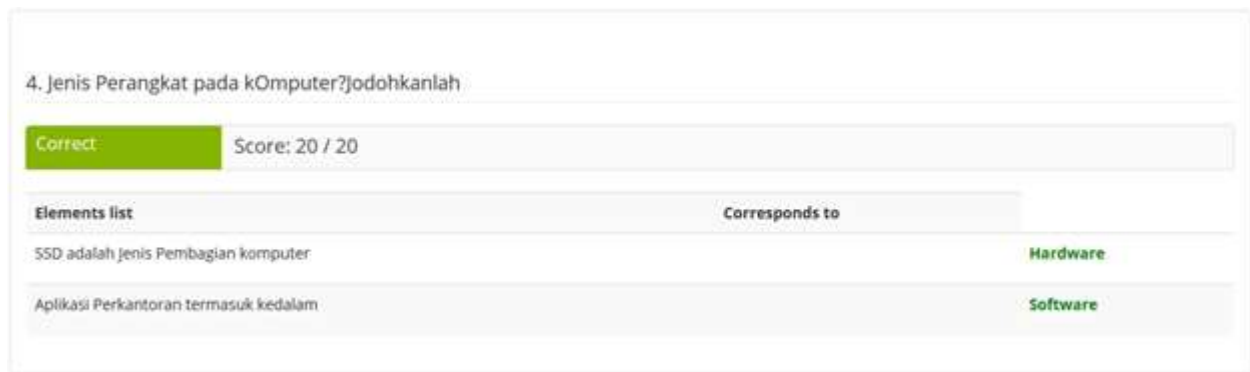 4. Jenis Perangkat pada kOmputer?Jodohkanlah
Correct Score: 20 / 20
Elements list Corresponds to
SSD adalah Jenis Pembagian komputer Hardware
Aplikasi Perkantoran termasuk kedalam Software